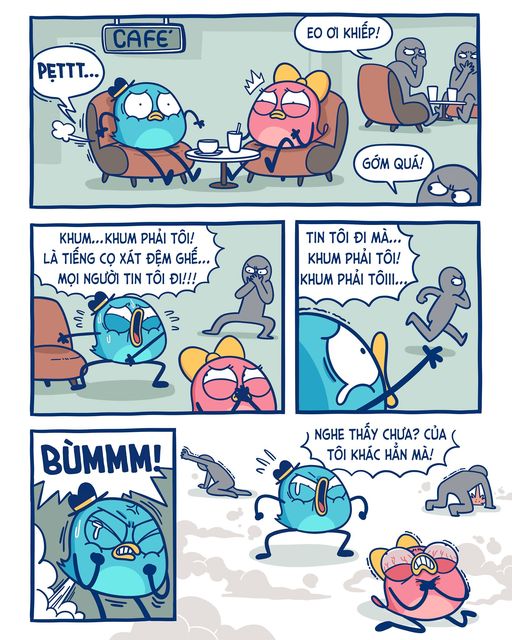 CAFE'
PẸTTT...
EO ƠI KHIẾP!
GỚM QUÁ!
KHUM...KHUM PHẢI TÔI!
LÀ TIẾNG CỌ XÁT ĐỆM GHẾ...
MỌI NGƯỜI TIN TÔI ĐI!!!
TIN TÔI ĐI MÀ...
KHUM PHẢI TÔI!
KHUM PHẢI TÔIII...
BÙMMM!
NGHE THẤY CHƯA? CỦA
TÔI KHÁC HẲN MÀ!